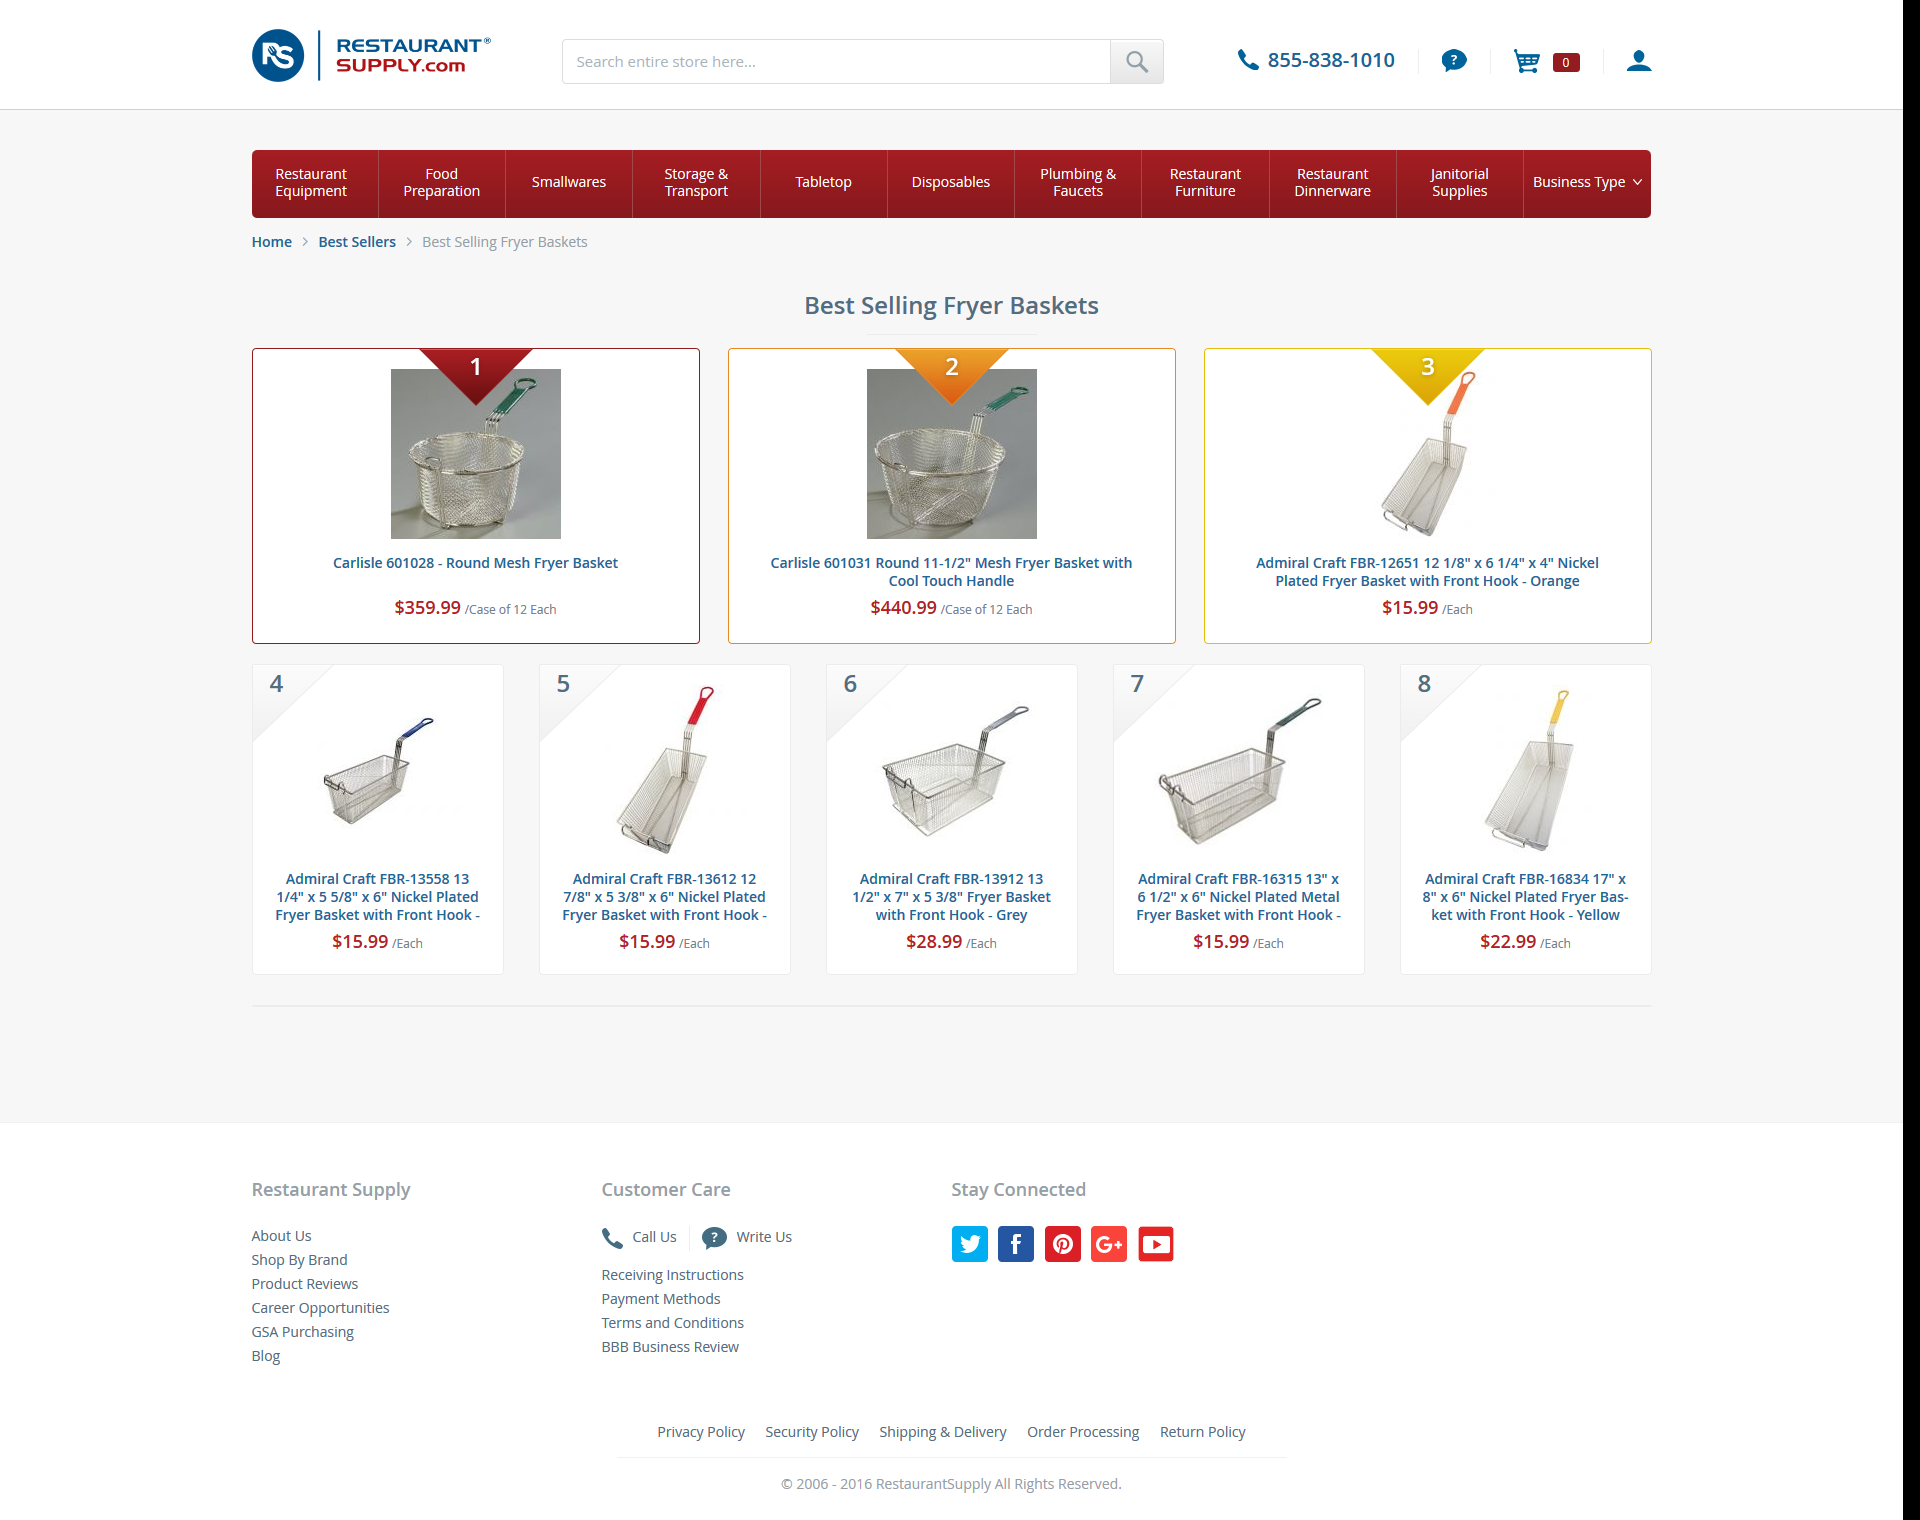 RS RESTAURANT®
SUPPLY.com
Search entire store here...
855-838-1010
?
0
Restaurant
Equipment
Food
Preparation
Smallwares
Storage &
Transport
Tabletop
Disposables
Plumbing &
Faucets
Restaurant
Furniture
Restaurant
Dinnerware
Janitorial
Supplies
Business Type
Home > Best Sellers > Best Selling Fryer Baskets
Best Selling Fryer Baskets
1
Carlisle 601028 - Round Mesh Fryer Basket
$359.99 /Case of 12 Each
2
Carlisle 601031 Round 11-1/2" Mesh Fryer Basket with
Cool Touch Handle
$440.99 /Case of 12 Each
3
Admiral Craft FBR-12651 12 1/8" x 6 1/4" x 4" Nickel
Plated Fryer Basket with Front Hook - Orange
$15.99 /Each
4
Admiral Craft FBR-13558 13
1/4" x 5 5/8" x 6" Nickel Plated
Fryer Basket with Front Hook -
$15.99 /Each
5
Admiral Craft FBR-13612 12
7/8" x 5 3/8" x 6" Nickel Plated
Fryer Basket with Front Hook -
$15.99 /Each
6
Admiral Craft FBR-13912 13
1/2" x 7" x 5 3/8" Fryer Basket
with Front Hook - Grey
$28.99 /Each
7
Admiral Craft FBR-16315 13" x
6 1/2" x 6" Nickel Plated Metal
Fryer Basket with Front Hook -
$15.99 /Each
8
Admiral Craft FBR-16834 17" x
8" x 6" Nickel Plated Fryer Bas-
ket with Front Hook - Yellow
$22.99 /Each
Restaurant Supply
About Us
Shop By Brand
Product Reviews
Career Opportunities
GSA Purchasing
Blog
Customer Care
Call Us ? Write Us
Receiving Instructions
Payment Methods
Terms and Conditions
BBB Business Review
Stay Connected
f G+
Privacy Policy Security Policy Shipping & Delivery Order Processing Return Policy
© 2006 - 2016 RestaurantSupply All Rights Reserved.